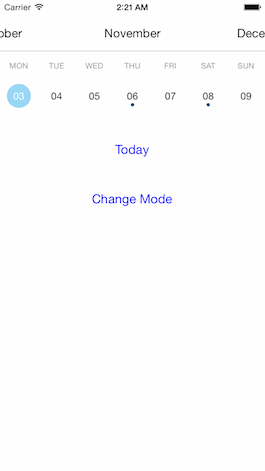 Carrier 2:21 AM
ober November Dece
MON TUE WED THU FRI SAT SUN
03 04 05 06 07 08 09
Today
Change Mode